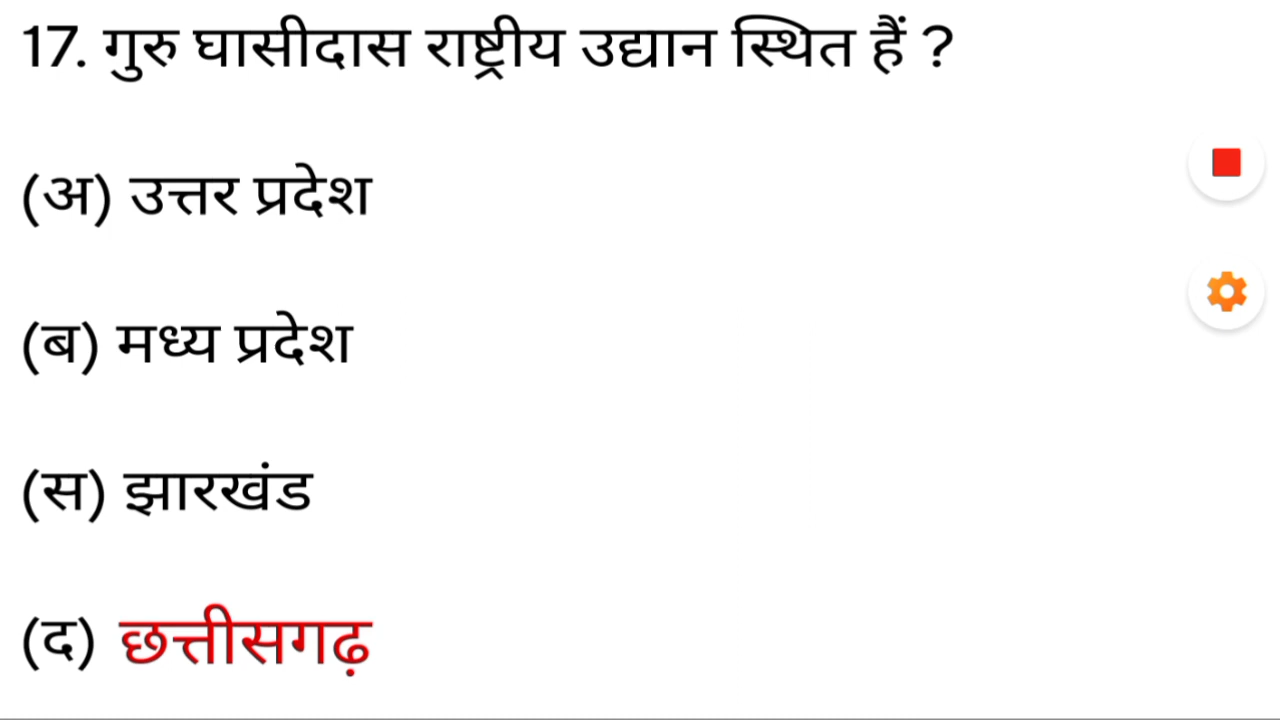 17. गुरु घासीदास राष्ट्रीय उद्यान स्थित हैं ?
(अ) उत्तर प्रदेश
(ब) मध्य प्रदेश
(स) झारखंड
(द) छत्तीसगढ़